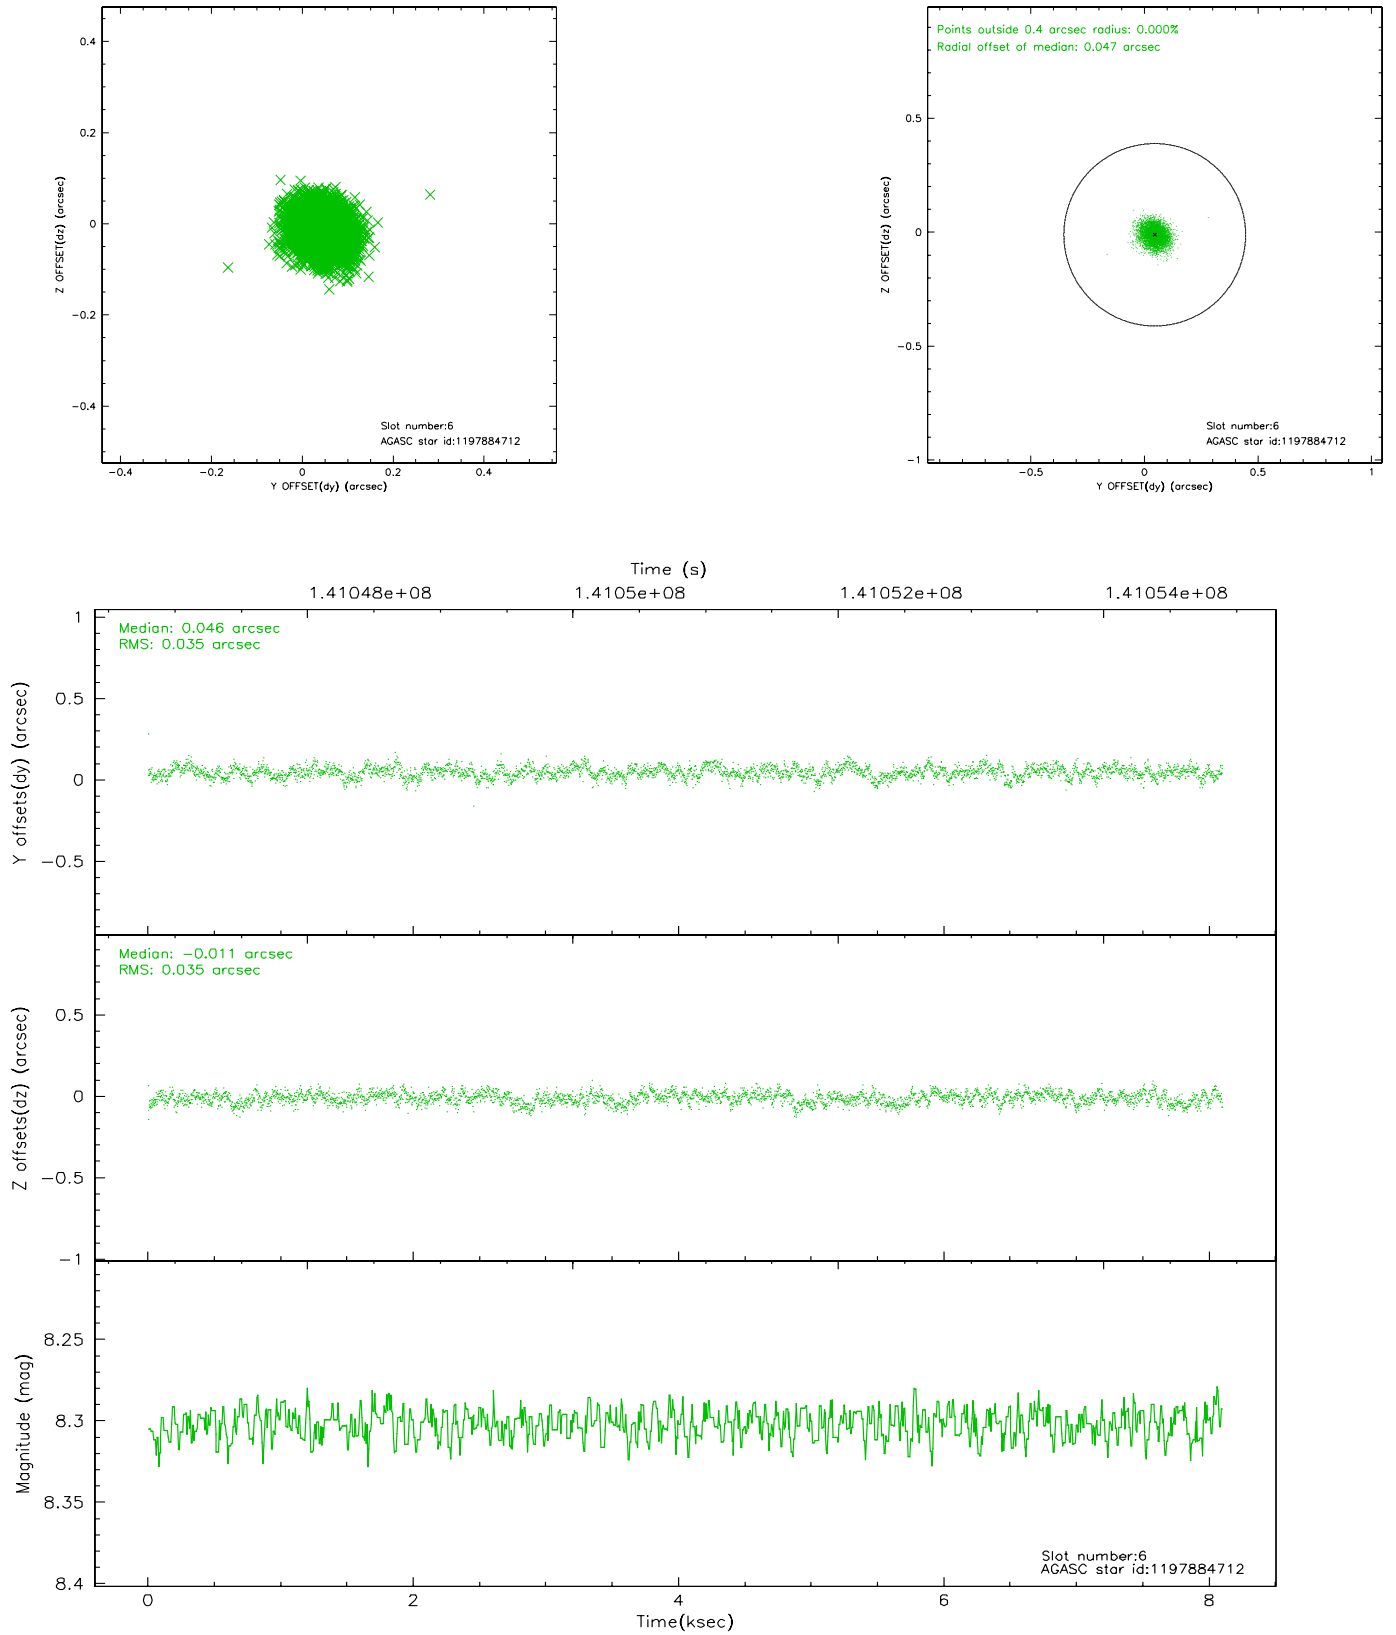 0.4
0.2
0
−0.2
−0.4
Z OFFSET(dz) (arcsec)
Slot number:6
AGASC star id:1197884712
−0.4 −0.2 0 0.2 0.4
Y OFFSET(dy) (arcsec)
Points outside 0.4 arcsec radius: 0.000%
Radial offset of median: 0.047 arcsec
0.5
0
−0.5
−1
Z OFFSET(dz) (arcsec)
Slot number:6
AGASC star id:1197884712
−0.5 0 0.5 1
Y OFFSET(dy) (arcsec)
Time (s)
1.41048e+08 1.4105e+08 1.41052e+08 1.41054e+08
Median: 0.046 arcsec
RMS: 0.035 arcsec
1
0.5
0
−0.5
Y offsets(dy) (arcsec)
Median: −0.011 arcsec
RMS: 0.035 arcsec
0.5
0
−0.5
−1
Z offsets(dz) (arcsec)
8.25
8.3
8.35
8.4
Magnitude (mag)
Slot number:6
AGASC star id:1197884712
0 2 4 6 8
Time(ksec)